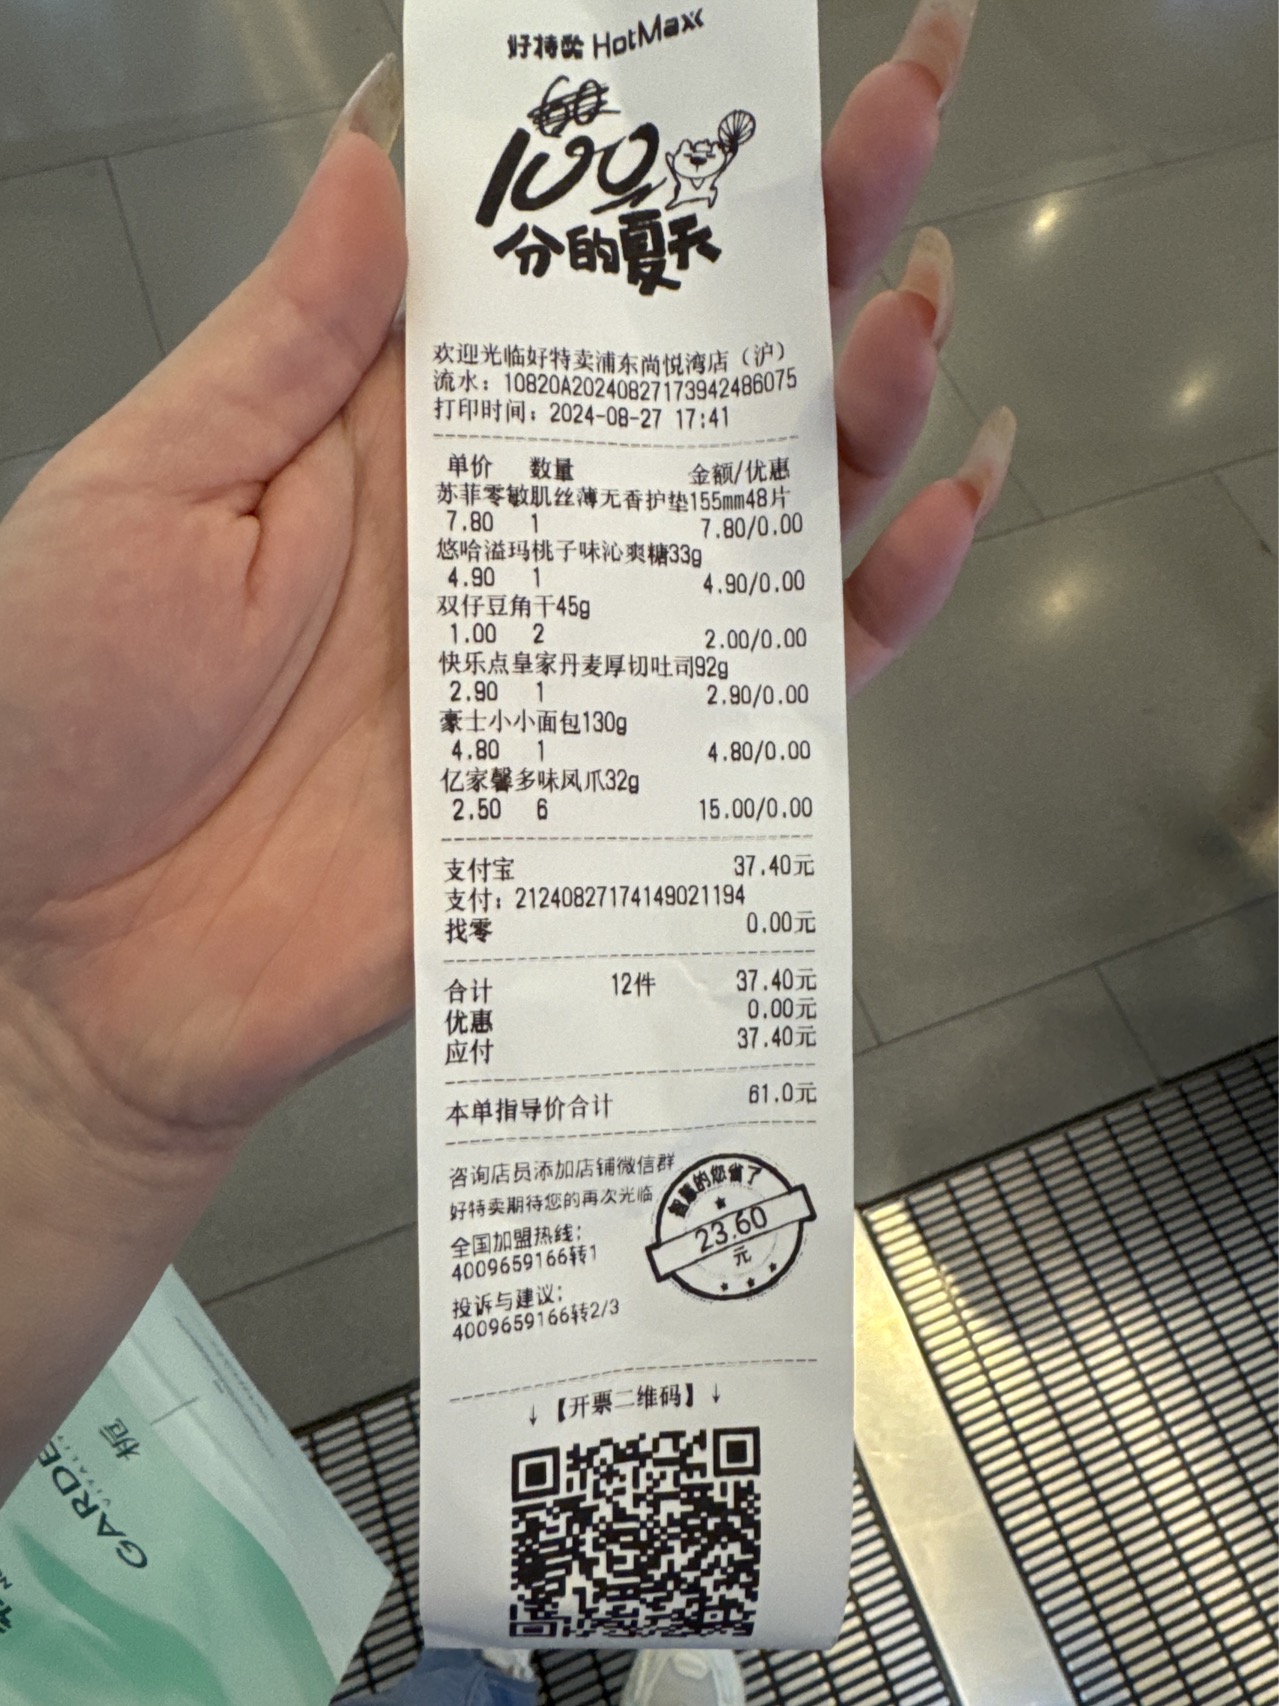 好特卖 HotMaxx
60
100
分的夏天
欢迎光临好特卖浦东尚悦湾店（沪）
流水：10820A20240827173942486075
打印时间：2024-08-27 17:41
单价 数量 金额/优惠
苏菲零敏肌丝薄无香护垫155mm48片
7.80 1 7.80/0.00
悠哈溢玛桃子味沁爽糖33g
4.90 1 4.90/0.00
双仔豆角干45g
1.00 2 2.00/0.00
快乐点皇家丹麦厚切吐司92g
2.90 1 2.90/0.00
豪士小小面包130g
4.80 1 4.80/0.00
亿家馨多味凤爪32g
2.50 6 15.00/0.00
支付宝 37.40元
支付：21240827174149021194
找零 0.00元
合计 12件 37.40元
优惠 0.00元
应付 37.40元
本单指导价合计 61.0元
咨询店员添加店铺微信群
好特卖期待您的再次光临
全国加盟热线：
4009659166转1
投诉与建议：
4009659166转2/3
智慧的您省了
23.60
元
↓【开票二维码】↓
GARDE
栀